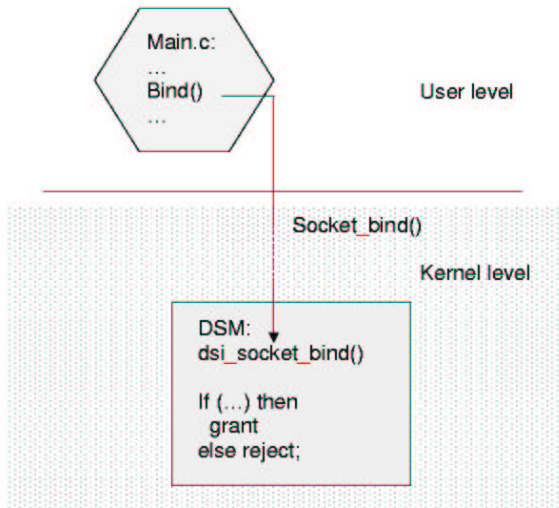 Main.c:
...
Bind()
...
User level
Socket_bind()
Kernel level
DSM:
dsi_socket_bind()
If (...) then
grant
else reject;